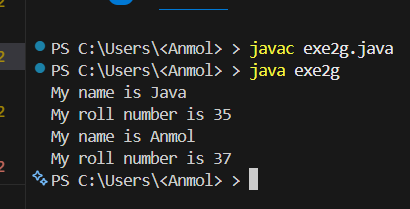 PS C:\Users\<Anmol> > javac exe2g.java
PS C:\Users\<Anmol> > java exe2g
My name is Java
My roll number is 35
My name is Anmol
My roll number is 37
PS C:\Users\<Anmol> >